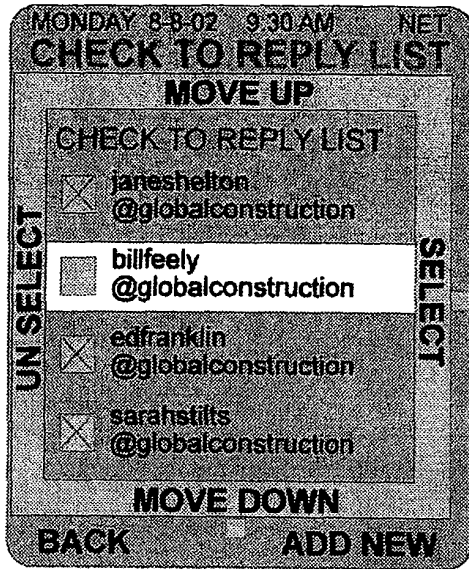 MONDAY 8-8-02 9:30 AM NET
CHECK TO REPLY LIST
MOVE UP
CHECK TO REPLY LIST
janeshelton
@globalconstruction
UN SELECT
billfeely
@globalconstruction
SELECT
edfranklin
@globalconstruction
sarahstilts
@globalconstruction
MOVE DOWN
BACK ADD NEW